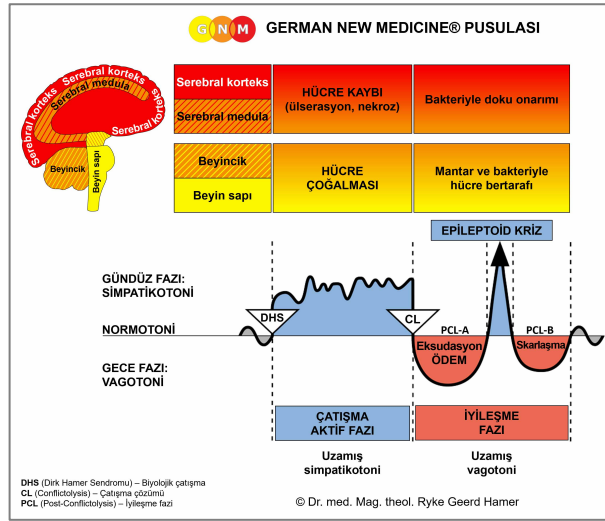 G N M
GERMAN NEW MEDICINE® PUSULASI
Serebral korteks
Serebral korteks
Serebral korteks
Serebral korteks
Serebral medula
Beyincik
Beyin sapı
Serebral korteks
Serebral medula
HÜCRE KAYBI
(ülserasyon, nekroz)
Bakteriyle doku onarımı
Beyincik
Beyin sapı
HÜCRE
ÇOĞALMASI
Mantar ve bakteriyle
hücre bertarafı
EPİLEPTOİD KRİZ
GÜNDÜZ FAZI:
SİMPATİKOTONİ
DHS
CL
NORMOTONİ
PCL-A
PCL-B
Eksudasyon
ÖDEM
Skarlaşma
GECE FAZI:
VAGOTONİ
ÇATIŞMA
AKTİF FAZI
İYİLEŞME
FAZI
Uzamış
simpatikotoni
Uzamış
vagotoni
DHS (Dirk Hamer Sendromu) – Biyolojik çatışma
CL (Conflictolysis) – Çatışma çözümü
PCL (Post-Conflictolysis) – İyileşme fazi
© Dr. med. Mag. theol. Ryke Geerd Hamer